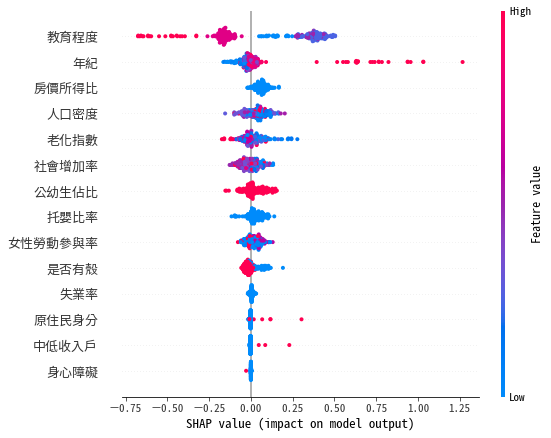 High
教育程度
年紀
房價所得比
人口密度
老化指數
社會增加率
公幼生佔比
托嬰比率
女性勞動參與率
是否有殼
失業率
原住民身分
中低收入戶
身心障礙
Feature value
Low
−0.75 −0.50 −0.25 0.00 0.25 0.50 0.75 1.00 1.25
SHAP value (impact on model output)